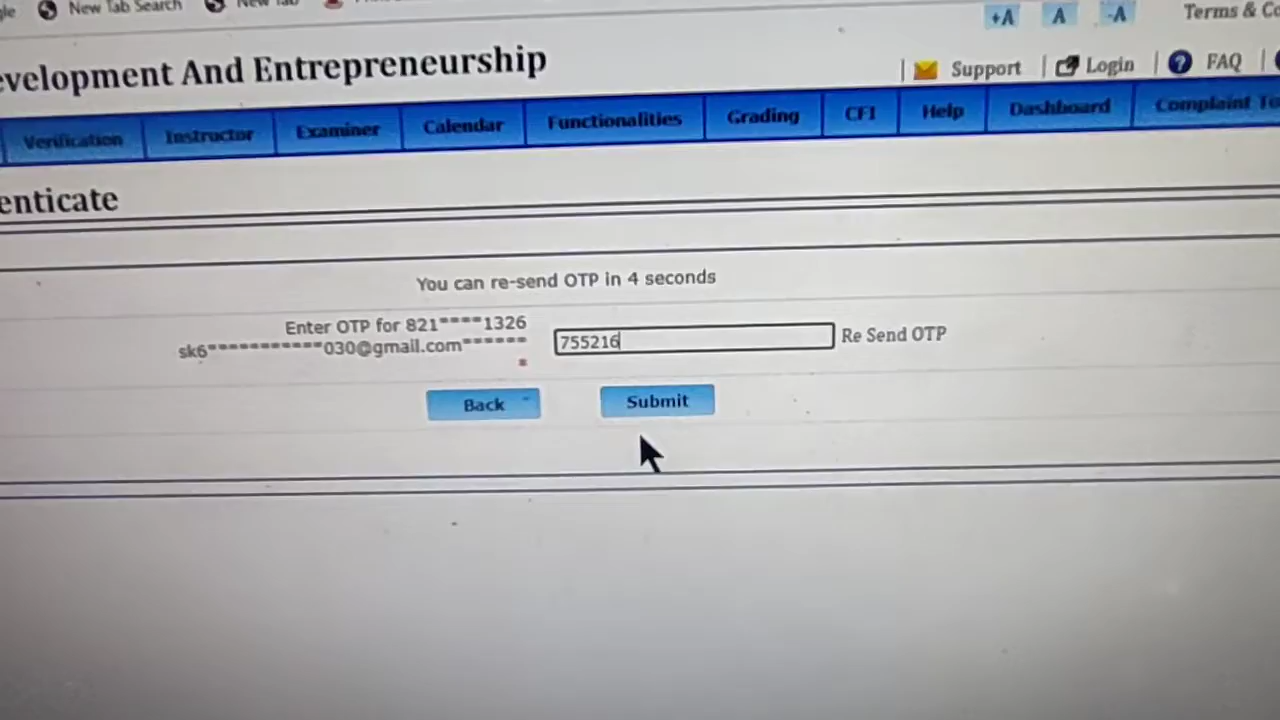 New Tab Search
New Tab
+A A -A Terms &
evelopment And Entrepreneurship
Support Login FAQ
Verification Instructor Examiner Calendar Functionalities Grading CFI Help Dashboard Complaint
enticate
You can re-send OTP in 4 seconds
Enter OTP for 821****1326
sk6***********030@gmail.com******
*
755216
Re Send OTP
Back Submit